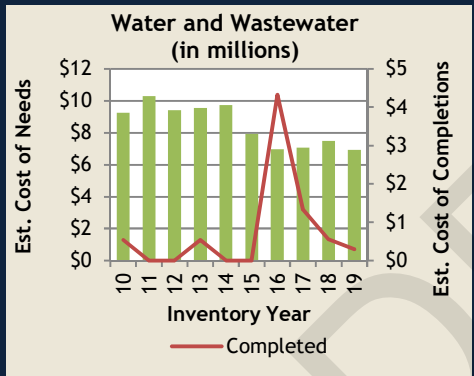 Water and Wastewater
(in millions)
Est. Cost of Needs
$12
$10
$8
$6
$4
$2
$0
$5
$4
$3
$2
$1
$0
Est. Cost of Completions
10 11 12 13 14 15 16 17 18 19
Inventory Year
Completed